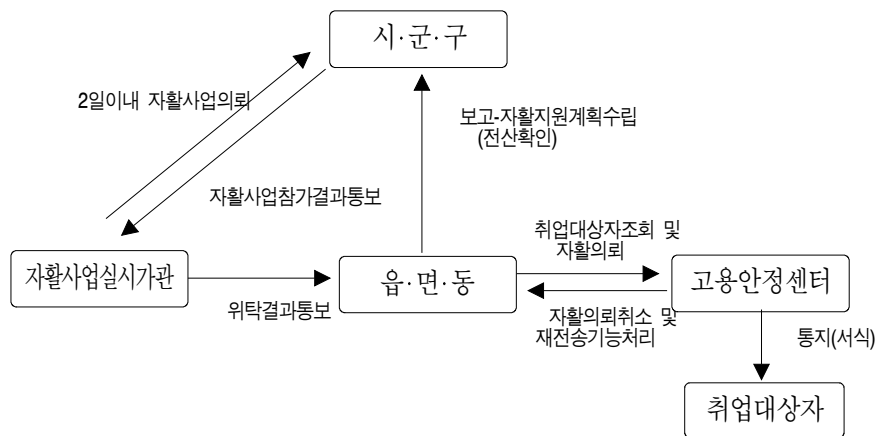 시·군·구
2일이내 자활사업의뢰
보고-자활지원계획수립
(전산확인)
자활사업참가결과통보
취업대상자조회 및
자활의뢰
자활사업실시가관
읍·면·동
고용안정센터
위탁결과통보
자활의뢰취소 및
재전송기능처리
통지(서식)
취업대상자